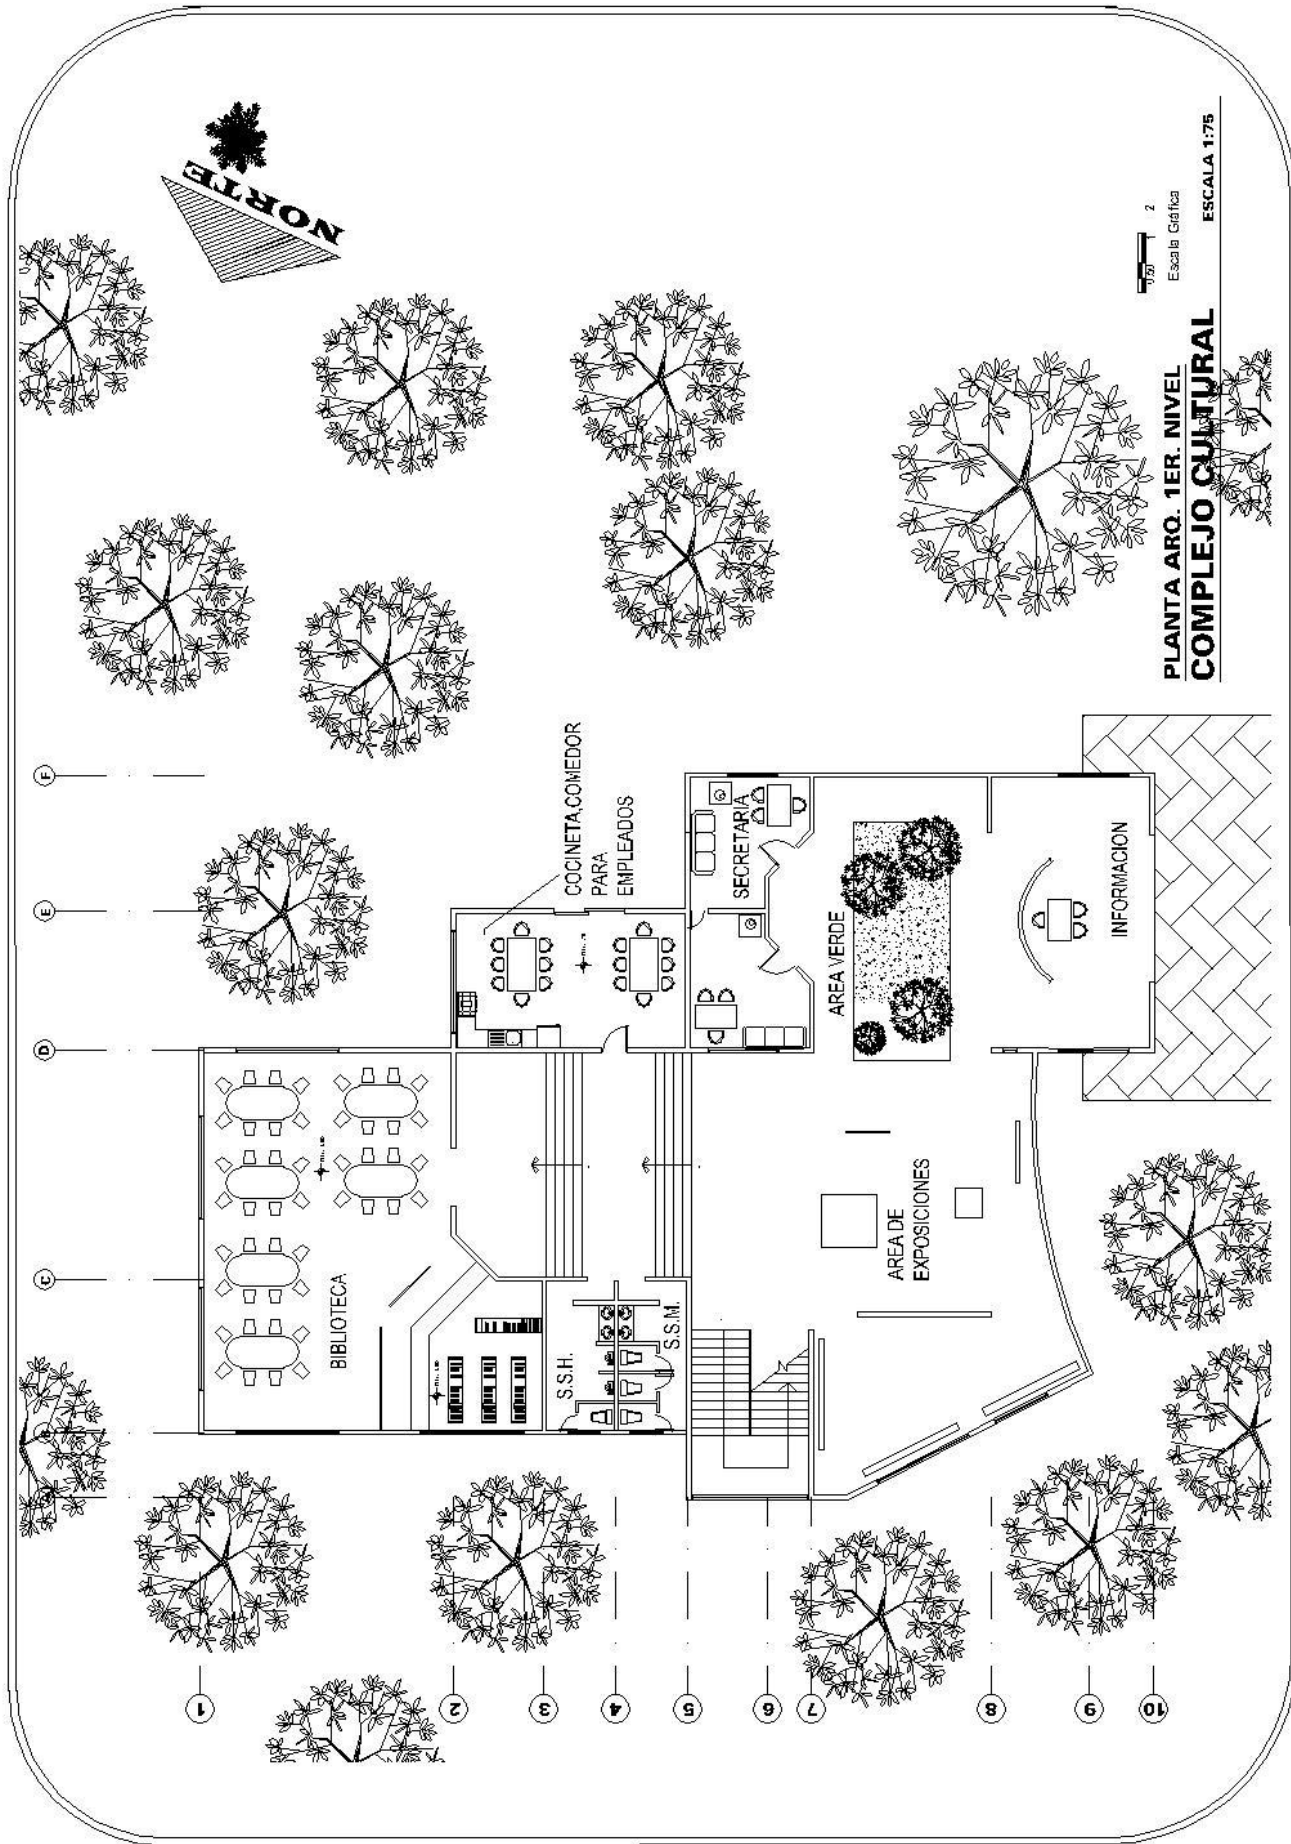 NORTE
COCINETA,COMEDOR
PARA
EMPLEADOS
SECRETARIA
AREA VERDE
INFORMACION
BIBLIOTECA
S.S.H.
S.S.M.
AREA DE
EXPOSICIONES
A
B
C
D
E
F
1
2
3
4
5
6
7
8
9
10
PLANTA ARQ. 1ER. NIVEL
COMPLEJO CULTURAL
ESCALA 1:75
2
Escala Gráfica